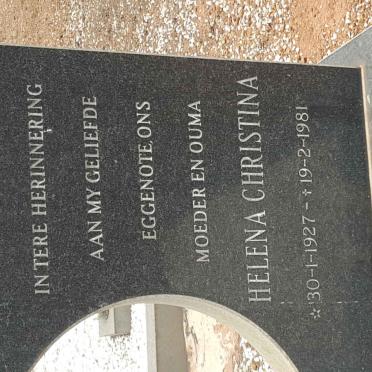 IN TERE HERINNERING
AAN MY GELIEFDE
EGGENOTE, ONS
MOEDER EN OUMA
HELENA CHRISTINA
☆30-1-1927 – ✝19-2-1981